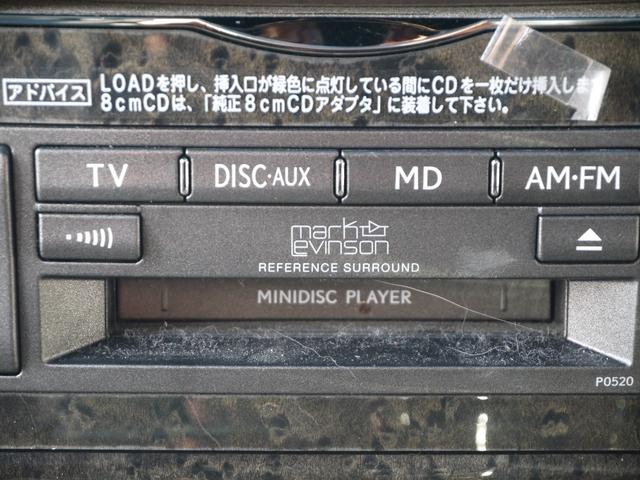 アドバイス
LOADを押し、挿入口が緑色に点灯している間にCDを一枚だけ挿入しま
8cmCDは、「純正8cmCDアダプタ」に装着して下さい。
TV DISC·AUX MD AM·FM
mark
Levinson
REFERENCE SURROUND
MINIDISC PLAYER
P0520